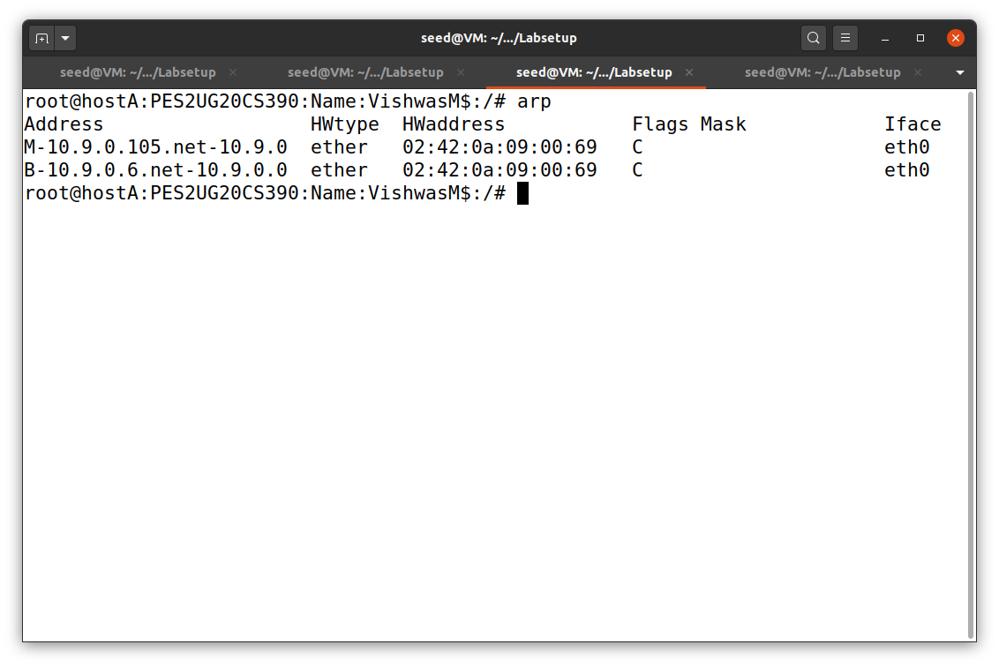 seed@VM: ~/.../Labsetup
seed@VM: ~/.../Labsetup seed@VM: ~/.../Labsetup seed@VM: ~/.../Labsetup seed@VM: ~/.../Labsetup
root@hostA:PES2UG20CS390:Name:VishwasM$:/# arp
Address                  HWtype  HWaddress           Flags Mask            Iface
M-10.9.0.105.net-10.9.0  ether   02:42:0a:09:00:69   C                     eth0
B-10.9.0.6.net-10.9.0.0  ether   02:42:0a:09:00:69   C                     eth0
root@hostA:PES2UG20CS390:Name:VishwasM$:/#